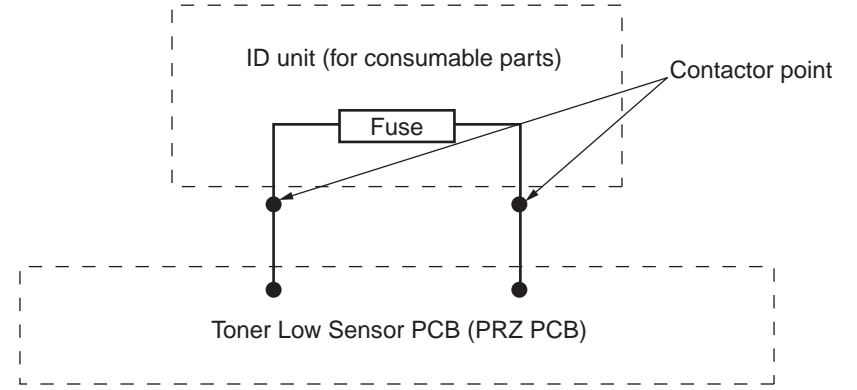 ID unit (for consumable parts)
Contactor point
Fuse
Toner Low Sensor PCB (PRZ PCB)